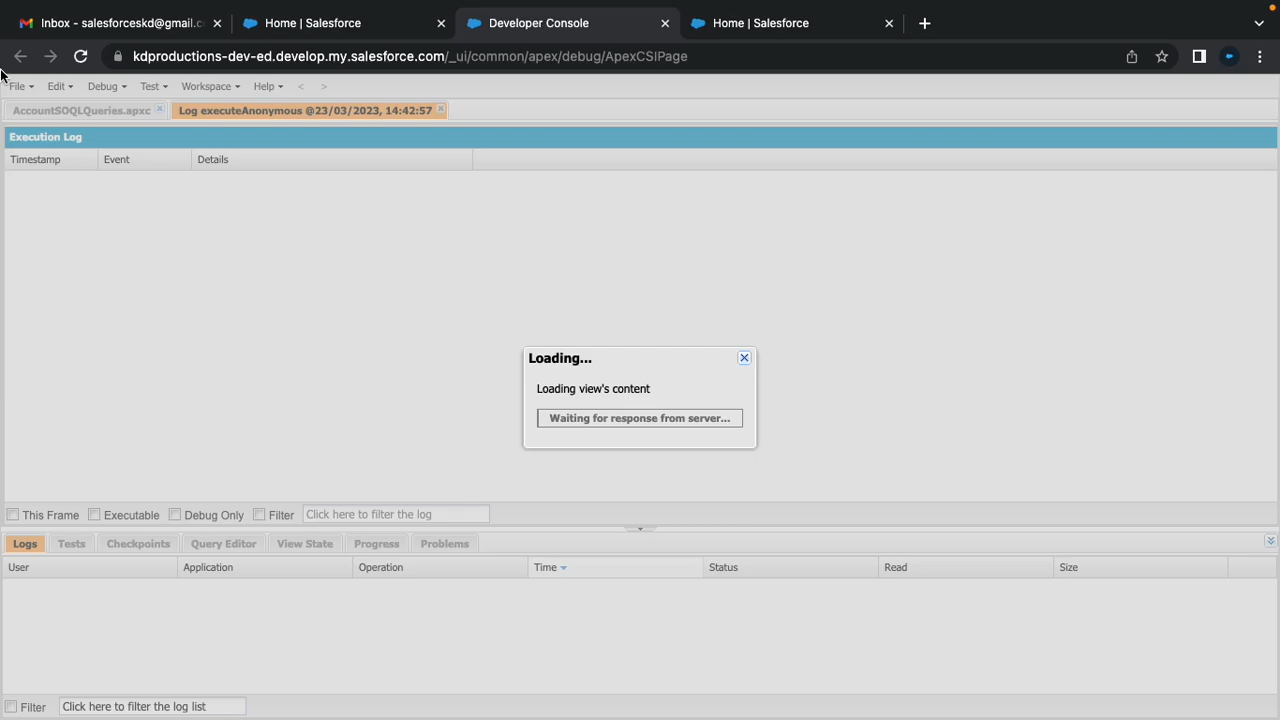 Inbox - salesforceskd@gmail.c
Home | Salesforce
Developer Console
Home | Salesforce
kdproductions-dev-ed.develop.my.salesforce.com/_ui/common/apex/debug/ApexCSIPage
File Edit Debug Test Workspace Help < >
AccountSOQLQueries.apxc
Log executeAnonymous @23/03/2023, 14:42:57
Execution Log
Timestamp Event Details
Loading...
Loading view's content
Waiting for response from server...
This Frame Executable Debug Only Filter Click here to filter the log
Logs Tests Checkpoints Query Editor View State Progress Problems
User Application Operation Time Status Read Size
Filter Click here to filter the log list